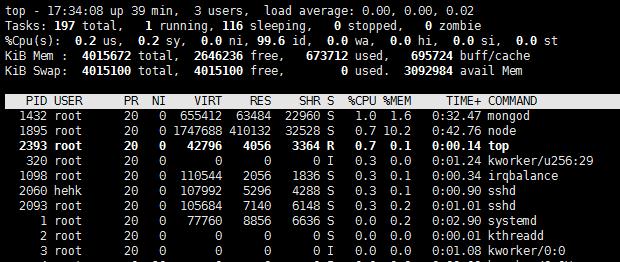 top - 17:34:08 up 39 min,  3 users,  load average: 0.00, 0.00, 0.02
Tasks: 197 total,   1 running, 116 sleeping,   0 stopped,   0 zombie
%Cpu(s):  0.2 us,  0.2 sy,  0.0 ni, 99.6 id,  0.0 wa,  0.0 hi,  0.0 si,  0.0 st
KiB Mem :  4015672 total,  2646236 free,   673712 used,   695724 buff/cache
KiB Swap:  4015100 total,  4015100 free,        0 used.  3092984 avail Mem
PID USER      PR  NI    VIRT    RES    SHR S  %CPU %MEM     TIME+ COMMAND
1432 root      20   0  655412  63484  22960 S   1.0  1.6   0:32.47 mongod
1895 root      20   0 1747688 410132  32528 S   0.7 10.2   0:42.76 node
2393 root      20   0   42796   4056   3364 R   0.7  0.1   0:00.14 top
320 root      20   0       0      0      0 I   0.3  0.0   0:01.24 kworker/u256:29
1098 root      20   0  110544   2056   1836 S   0.3  0.1   0:00.34 irqbalance
2060 hehk      20   0  107992   5296   4288 S   0.3  0.1   0:00.90 sshd
2093 root      20   0  105684   7140   6148 S   0.3  0.2   0:01.01 sshd
1 root      20   0   77760   8856   6636 S   0.0  0.2   0:02.90 systemd
2 root      20   0       0      0      0 S   0.0  0.0   0:00.01 kthreadd
3 root      20   0       0      0      0 I   0.0  0.0   0:01.08 kworker/0:0